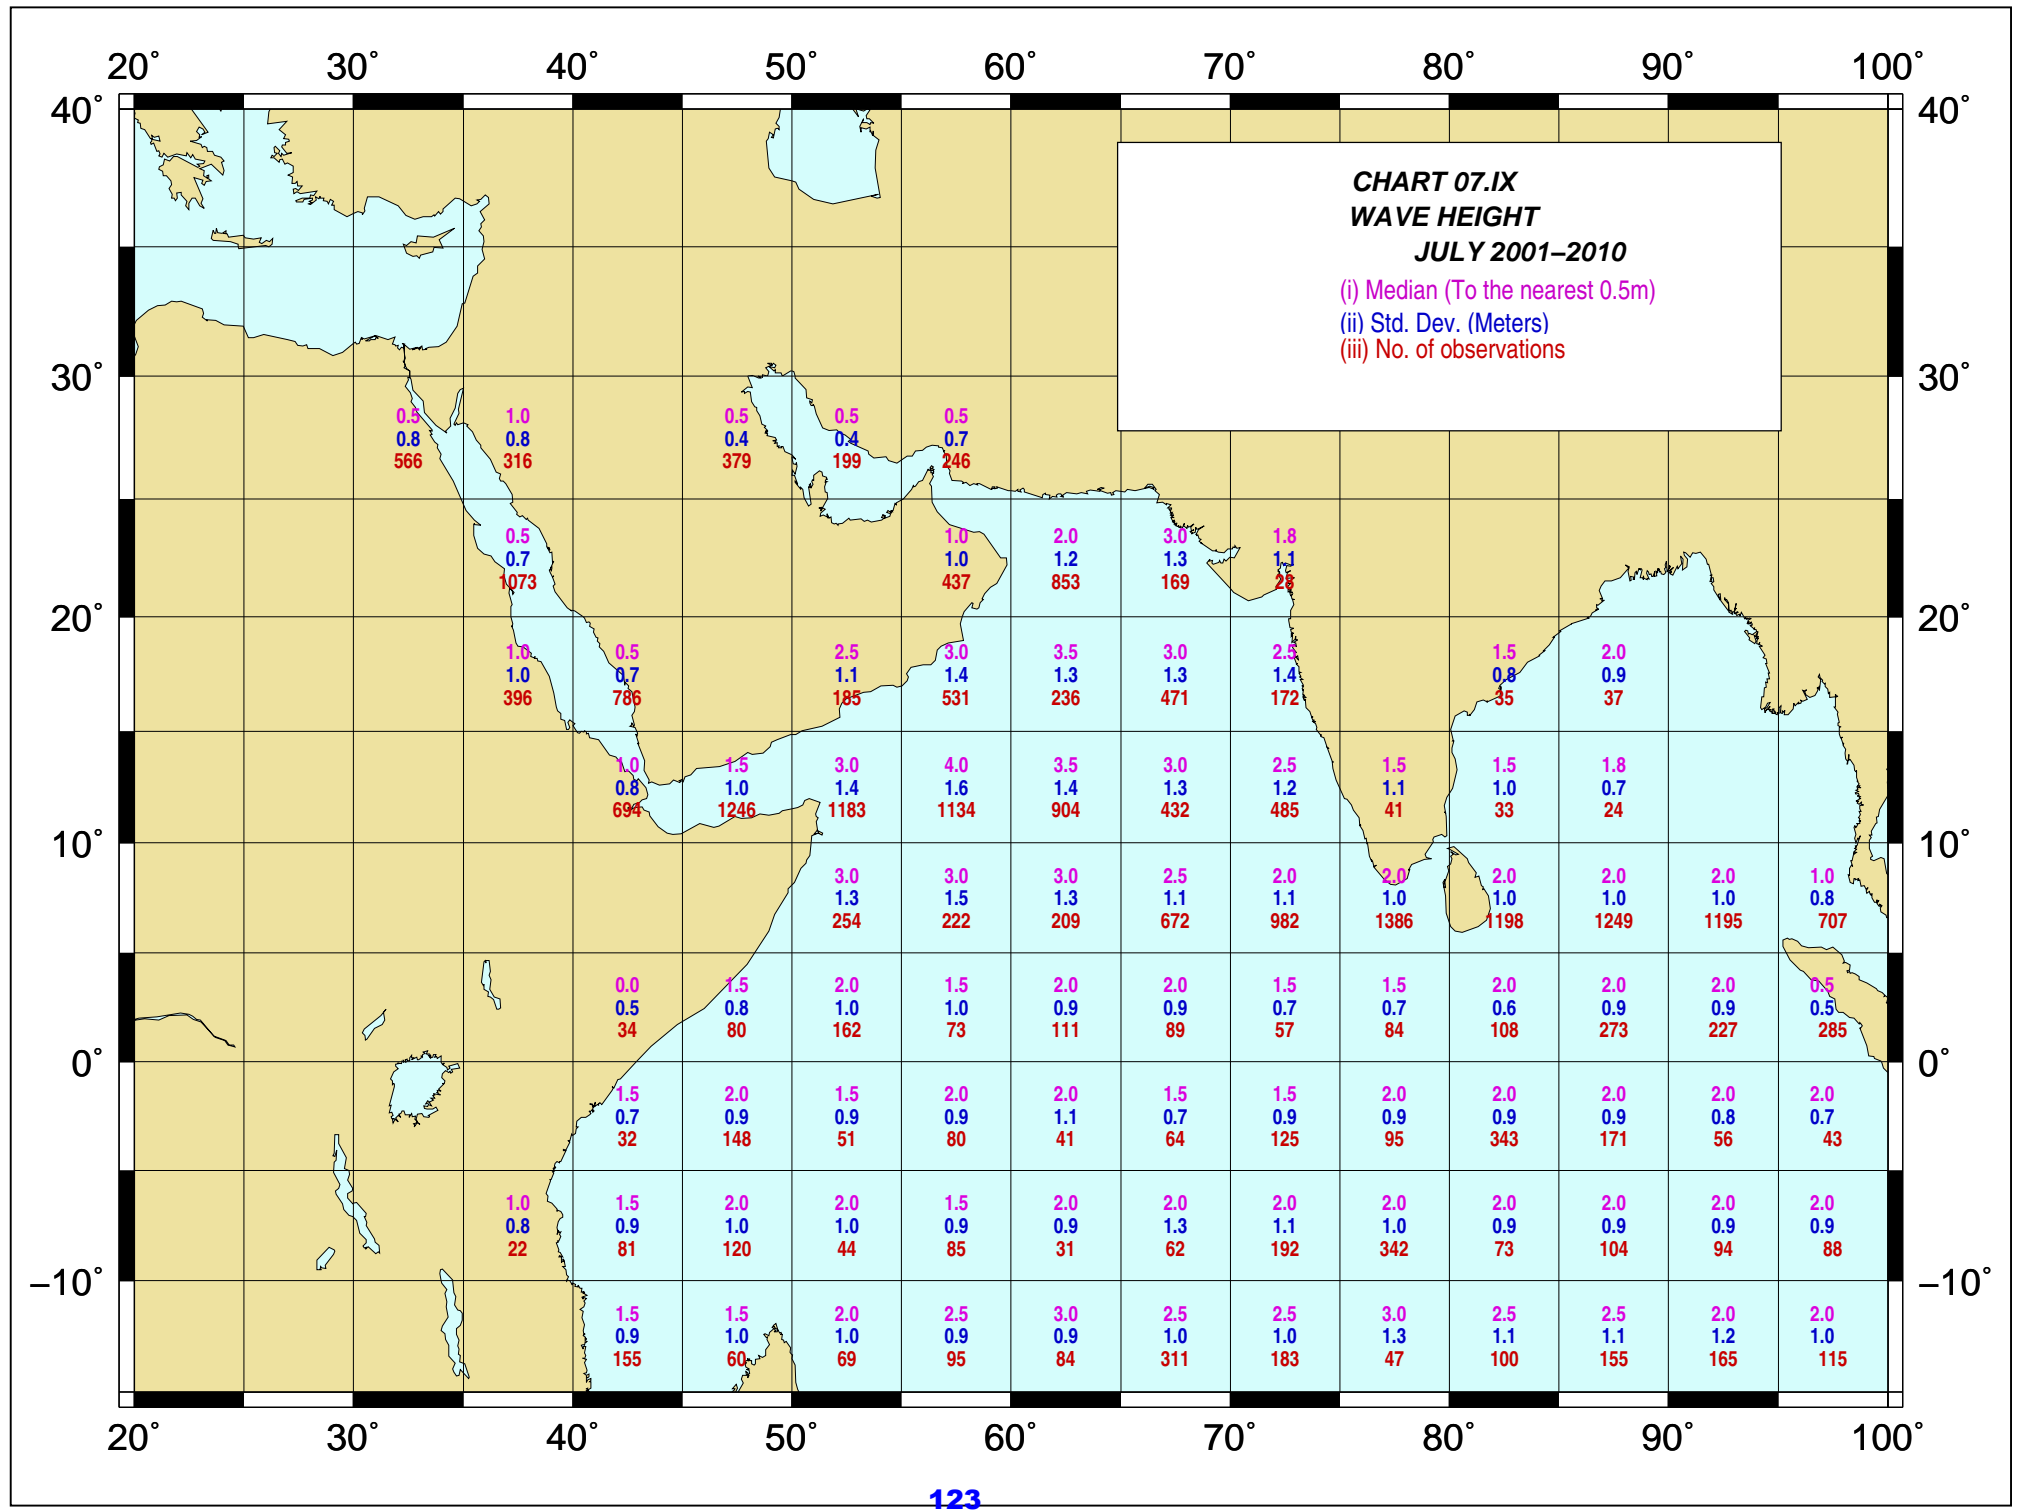 20° 30° 40° 50° 60° 70° 80° 90° 100°
40° 40°
CHART 07.IX
WAVE HEIGHT
JULY 2001–2010
(i) Median (To the nearest 0.5m)
(ii) Std. Dev. (Meters)
(iii) No. of observations
30° 30°
0.5 1.0 0.5 0.5 0.5
0.8 0.8 0.4 0.4 0.7
566 316 379 199 246
0.5 1.0 2.0 3.0 1.8
0.7 1.0 1.2 1.3 1.1
1073 437 853 169 28
20° 20°
1.0 0.5 2.5 3.0 3.5 3.0 2.5 1.5 2.0
1.0 0.7 1.1 1.4 1.3 1.3 1.4 0.8 0.9
396 786 185 531 236 471 172 35 37
1.0 1.5 3.0 4.0 3.5 3.0 2.5 1.5 1.5 1.8
0.8 1.0 1.4 1.6 1.4 1.3 1.2 1.1 1.0 0.7
694 1246 1183 1134 904 432 485 41 33 24
10° 10°
3.0 3.0 3.0 2.5 2.0 2.0 2.0 2.0 2.0 1.0
1.3 1.5 1.3 1.1 1.1 1.0 1.0 1.0 1.0 0.8
254 222 209 672 982 1386 1198 1249 1195 707
0.0 1.5 2.0 1.5 2.0 2.0 1.5 1.5 2.0 2.0 2.0 0.5
0.5 0.8 1.0 1.0 0.9 0.9 0.7 0.7 0.6 0.9 0.9 0.5
34 80 162 73 111 89 57 84 108 273 227 285
0° 0°
1.5 2.0 1.5 2.0 2.0 1.5 1.5 2.0 2.0 2.0 2.0 2.0
0.7 0.9 0.9 0.9 1.1 0.7 0.9 0.9 0.9 0.9 0.8 0.7
32 148 51 80 41 64 125 95 343 171 56 43
1.0 1.5 2.0 2.0 1.5 2.0 2.0 2.0 2.0 2.0 2.0 2.0 2.0
0.8 0.9 1.0 1.0 0.9 0.9 1.3 1.1 1.0 0.9 0.9 0.9 0.9
22 81 120 44 85 31 62 192 342 73 104 94 88
–10° –10°
1.5 1.5 2.0 2.5 3.0 2.5 2.5 3.0 2.5 2.5 2.0 2.0
0.9 1.0 1.0 0.9 0.9 1.0 1.0 1.3 1.1 1.1 1.2 1.0
155 60 69 95 84 311 183 47 100 155 165 115
20° 30° 40° 50° 60° 70° 80° 90° 100°
123